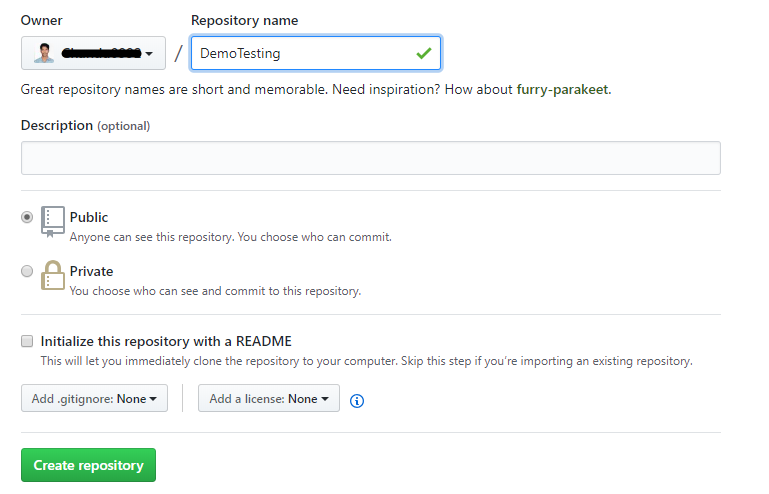 Owner
Repository name
/
DemoTesting
Great repository names are short and memorable. Need inspiration? How about furry-parakeet.
Description (optional)
Public
Anyone can see this repository. You choose who can commit.
Private
You choose who can see and commit to this repository.
Initialize this repository with a README
This will let you immediately clone the repository to your computer. Skip this step if you’re importing an existing repository.
Add .gitignore: None
Add a license: None
Create repository